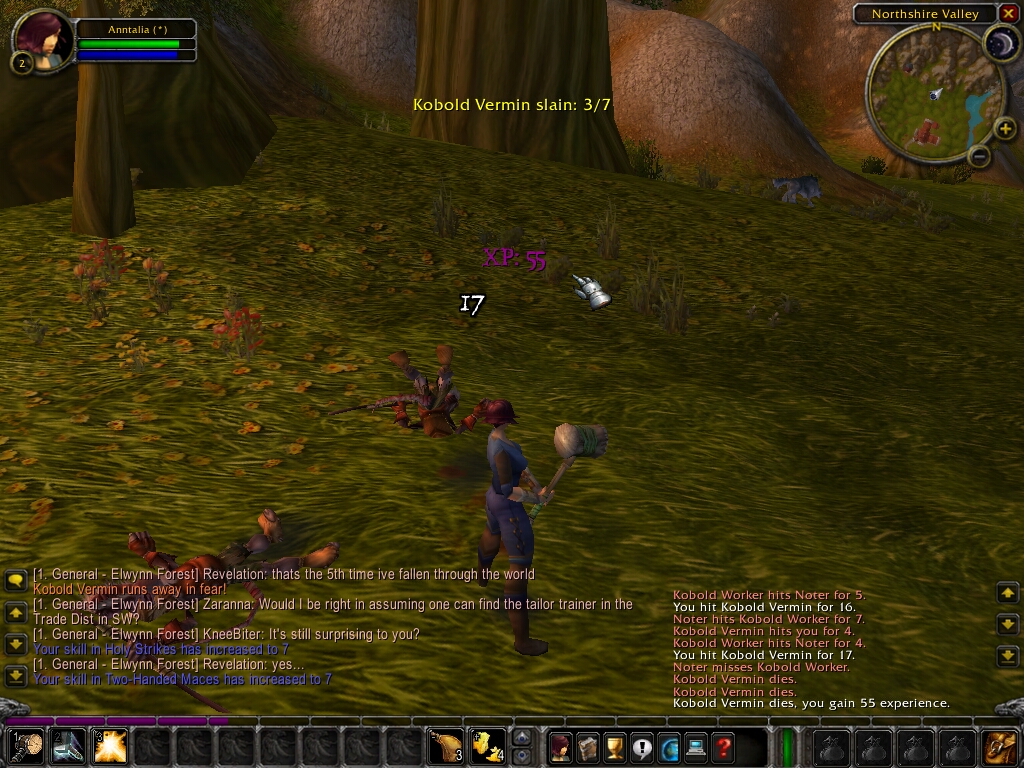 Anntalia (*)
2
Northshire Valley
N
Kobold Vermin slain: 3/7
XP: 55
17
[1. General - Elwynn Forest] Revelation: thats the 5th time ive fallen through the world
Kobold Vermin runs away in fear!
[1. General - Elwynn Forest] Zaranna: Would I be right in assuming one can find the tailor trainer in the
Trade Dist in SW?
[1. General - Elwynn Forest] KneeBiter: It's still surprising to you?
Your skill in Holy Strikes has increased to 7
[1. General - Elwynn Forest] Revelation: yes...
Your skill in Two-Handed Maces has increased to 7
Kobold Worker hits Noter for 5.
You hit Kobold Vermin for 16.
Noter hits Kobold Worker for 7.
Kobold Vermin hits you for 4.
Kobold Worker hits Noter for 4.
You hit Kobold Vermin for 17.
Noter misses Kobold Worker.
Kobold Vermin dies.
Kobold Vermin dies.
Kobold Vermin dies, you gain 55 experience.
1
2
3
3
4